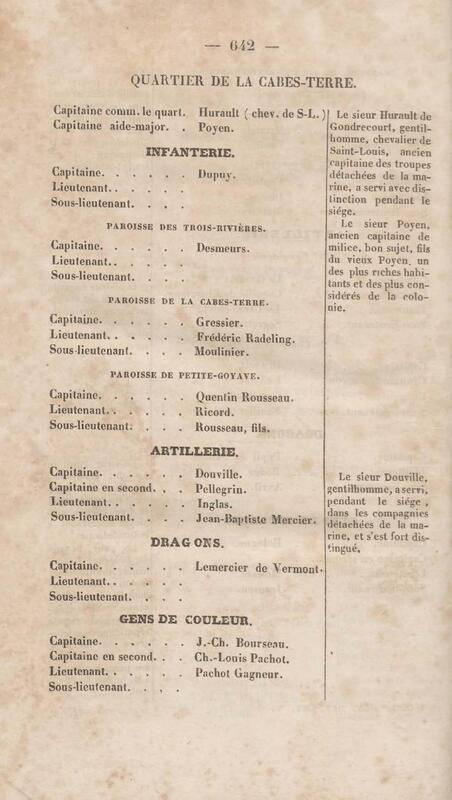 — 642 —
QUARTIER DE LA CABES-TERRE.
Capitaine comm. le quart. Hurault ( chev. de S-L. )
Capitaine aide-major. . Poyen.
INFANTERIE.
Capitaine. . . . . . Dupuy.
Lieutenant. . . . . .
Sous-lieutenant. . . .
PAROISSE DES TROIS-RIVIÈRES.
Capitaine. . . . . . Desmeurs.
Lieutenant. . . . . .
Sous-lieutenant. . . .
PAROISSE DE LA CABES-TERRE.
Capitaine. . . . . . Gressier.
Lieutenant. . . . . . Frédéric Radeling.
Sous-lieutenant. . . . Moulinier.
PAROISSE DE PETITE-GOYAVE.
Capitaine. . . . . . Quentin Rousseau.
Lieutenant. . . . . . Ricord.
Sous-lieutenant. . . . Rousseau, fils.
ARTILLERIE.
Capitaine. . . . . . Douville.
Capitaine en second. . . Pellegrin.
Lieutenant. . . . . . Inglas.
Sous-lieutenant. . . . Jean-Baptiste Mercier.
DRAGONS.
Capitaine. . . . . . Lemercier de Vermont.
Lieutenant. . . . . .
Sous-lieutenant. . . .
GENS DE COULEUR.
Capitaine. . . . . . J.-Ch. Bourseau.
Capitaine en second. . . Ch.-Louis Pachot.
Lieutenant. . . . . . Pachot Gagneur.
Sous-lieutenant. . . .
Le sieur Hurault de
Gondrecourt, gentil-
homme, chevalier de
Saint-Louis, ancien
capitaine des troupes
détachées de la ma-
rine, a servi avec dis-
tinction pendant le
siége.
Le sieur Poyen,
ancien capitaine de
milice, bon sujet, fils
du vieux Poyen, un
des plus riches habi-
tants et des plus con-
sidérés de la colo-
nie.
Le sieur Douville,
gentilhomme, a servi,
pendant le siége ,
dans les compagnies
détachées de la ma-
rine, et s'est fort dis-
tingué.